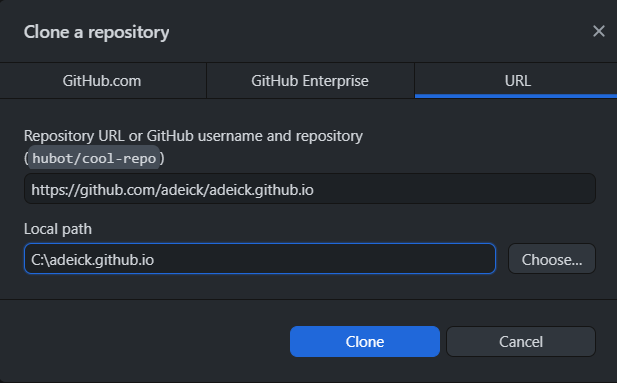 Clone a repository
GitHub.com
GitHub Enterprise
URL
Repository URL or GitHub username and repository
(hubot/cool-repo)
https://github.com/adeick/adeick.github.io
Local path
C:\adeick.github.io
Choose...
Clone
Cancel